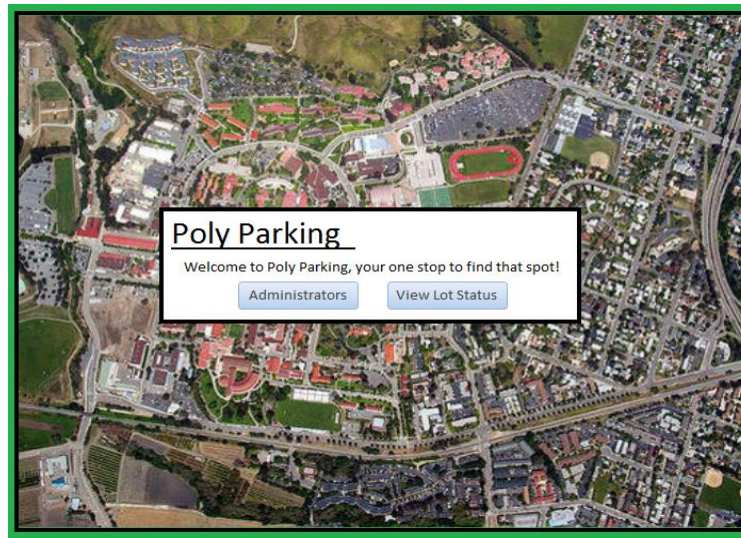 Poly Parking
Welcome to Poly Parking, your one stop to find that spot!
Administrators View Lot Status